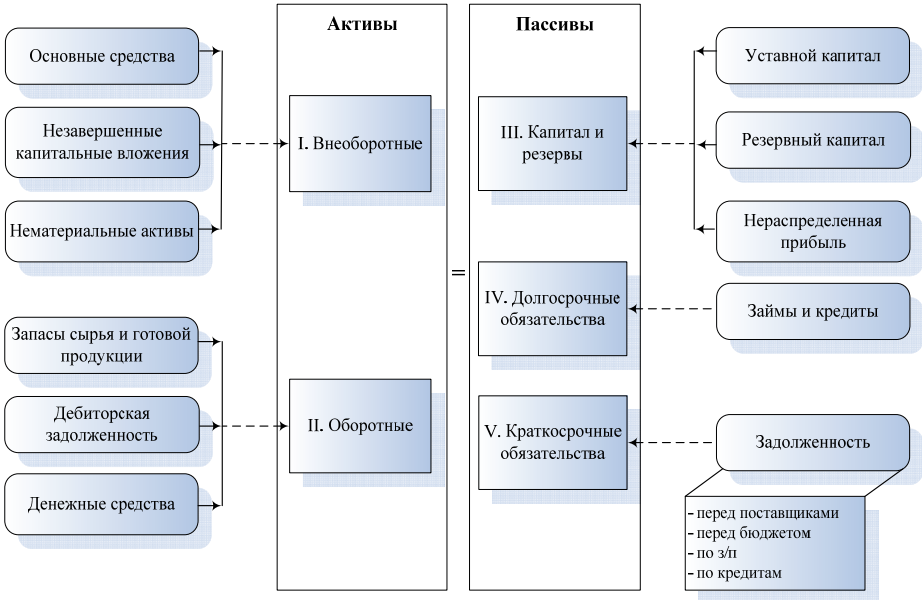 Активы
Пассивы
Основные средства
Незавершенные
капитальные вложения
Нематериальные активы
I. Внеоборотные
III. Капитал и
резервы
Уставной капитал
Резервный капитал
Нераспределенная
прибыль
=
IV. Долгосрочные
обязательства
Займы и кредиты
Запасы сырья и готовой
продукции
Дебиторская
задолженность
Денежные средства
II. Оборотные
V. Краткосрочные
обязательства
Задолженность
- перед поставщиками
- перед бюджетом
- по з/п
- по кредитам